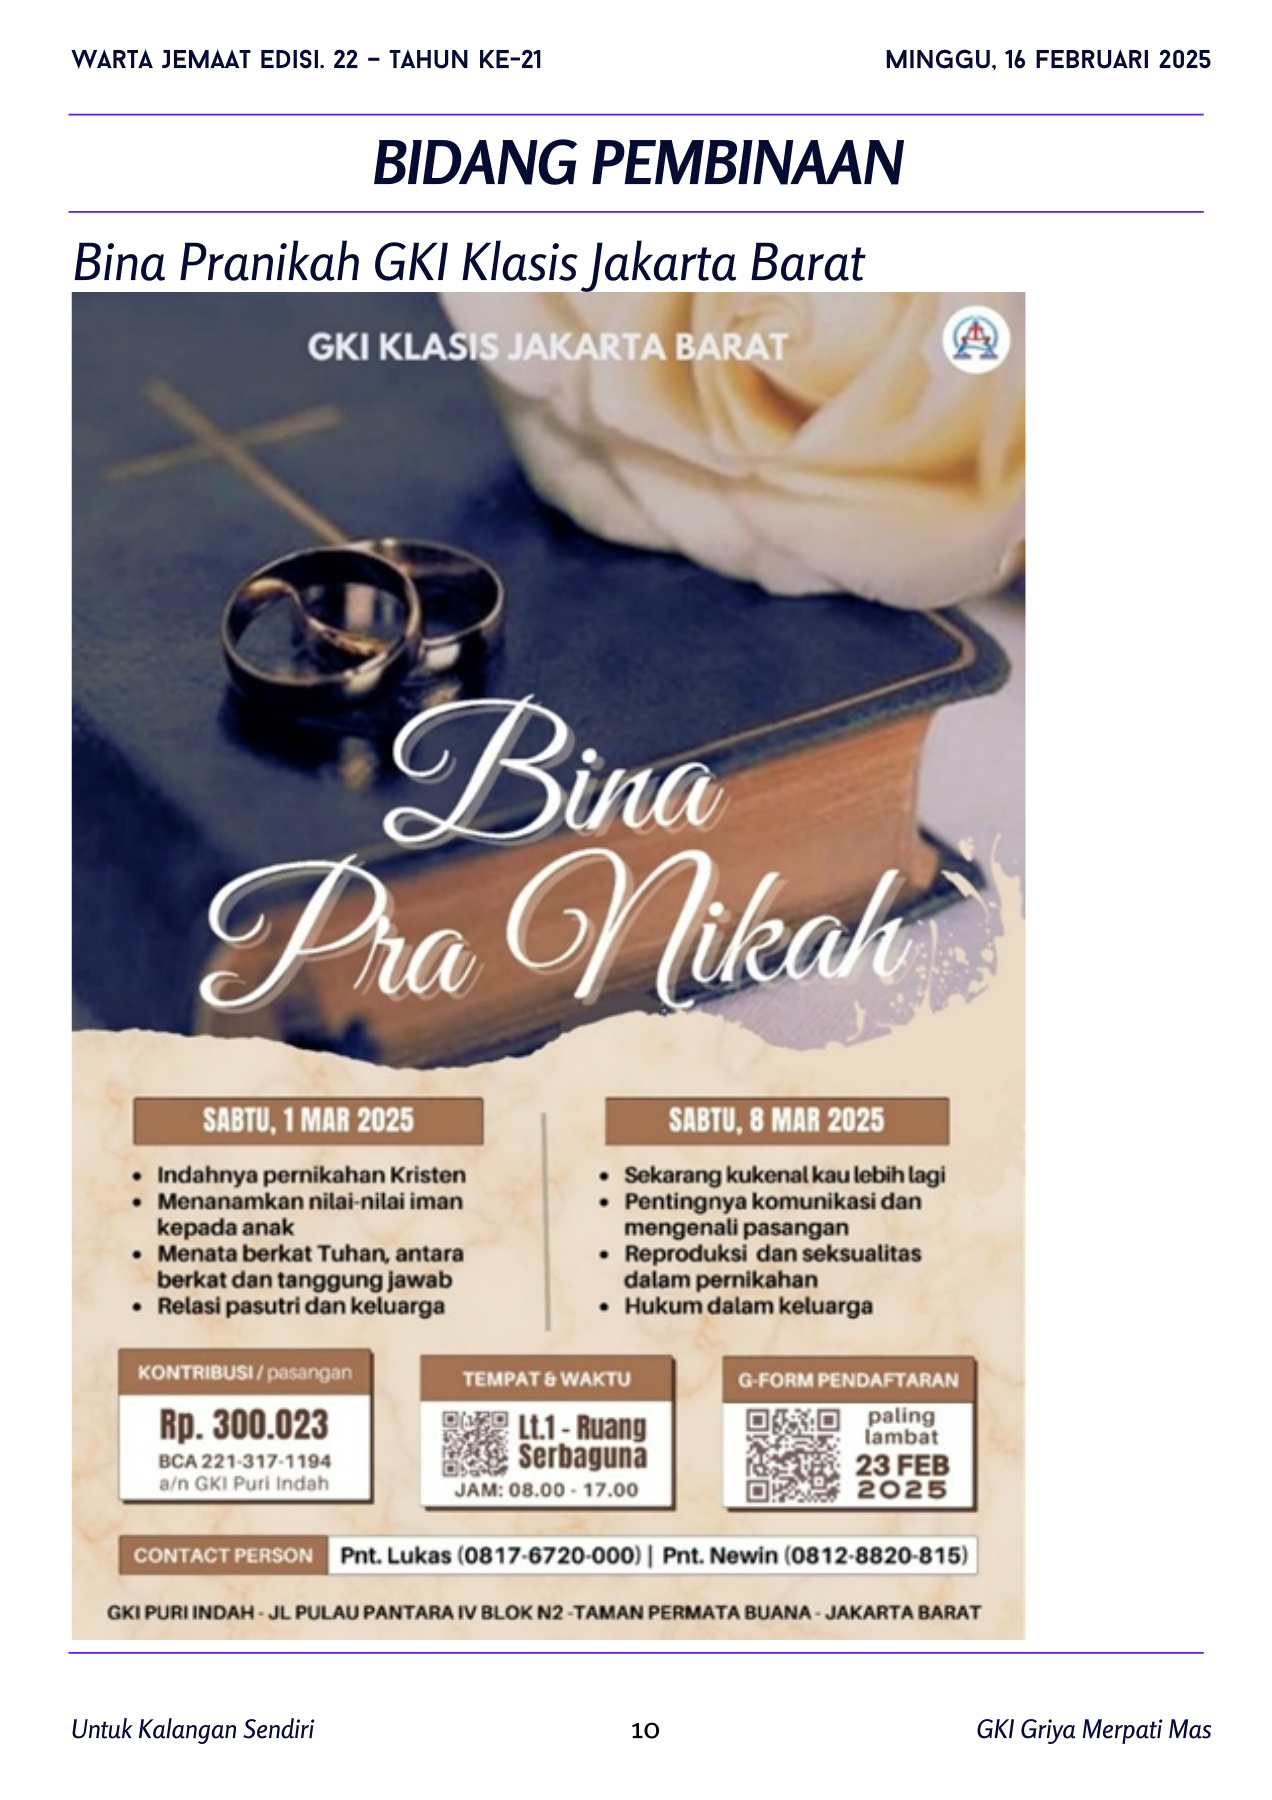 WARTA JEMAAT EDISI. 22 – TAHUN KE-21
MINGGU, 16 FEBRUARI 2025
BIDANG PEMBINAAN
Bina Pranikah GKI Klasis Jakarta Barat
GKI KLASIS JAKARTA BARAT
Bina
Pra Nikah
SABTU, 1 MAR 2025
• Indahnya pernikahan Kristen
• Menanamkan nilai-nilai iman
kepada anak
• Menata berkat Tuhan, antara
berkat dan tanggung jawab
• Relasi pasutri dan keluarga
SABTU, 8 MAR 2025
• Sekarang kukenal kau lebih lagi
• Pentingnya komunikasi dan
mengenali pasangan
• Reproduksi dan seksualitas
dalam pernikahan
• Hukum dalam keluarga
KONTRIBUSI / pasangan
Rp. 300.023
BCA 221-317-1194
a/n GKI Puri Indah
TEMPAT & WAKTU
Lt.1 - Ruang
Serbaguna
JAM: 08.00 - 17.00
G-FORM PENDAFTARAN
paling
lambat
23 FEB
2025
CONTACT PERSON
Pnt. Lukas (0817-6720-000) | Pnt. Newin (0812-8820-815)
GKI PURI INDAH - JL PULAU PANTARA IV BLOK N2 -TAMAN PERMATA BUANA - JAKARTA BARAT
Untuk Kalangan Sendiri
10
GKI Griya Merpati Mas